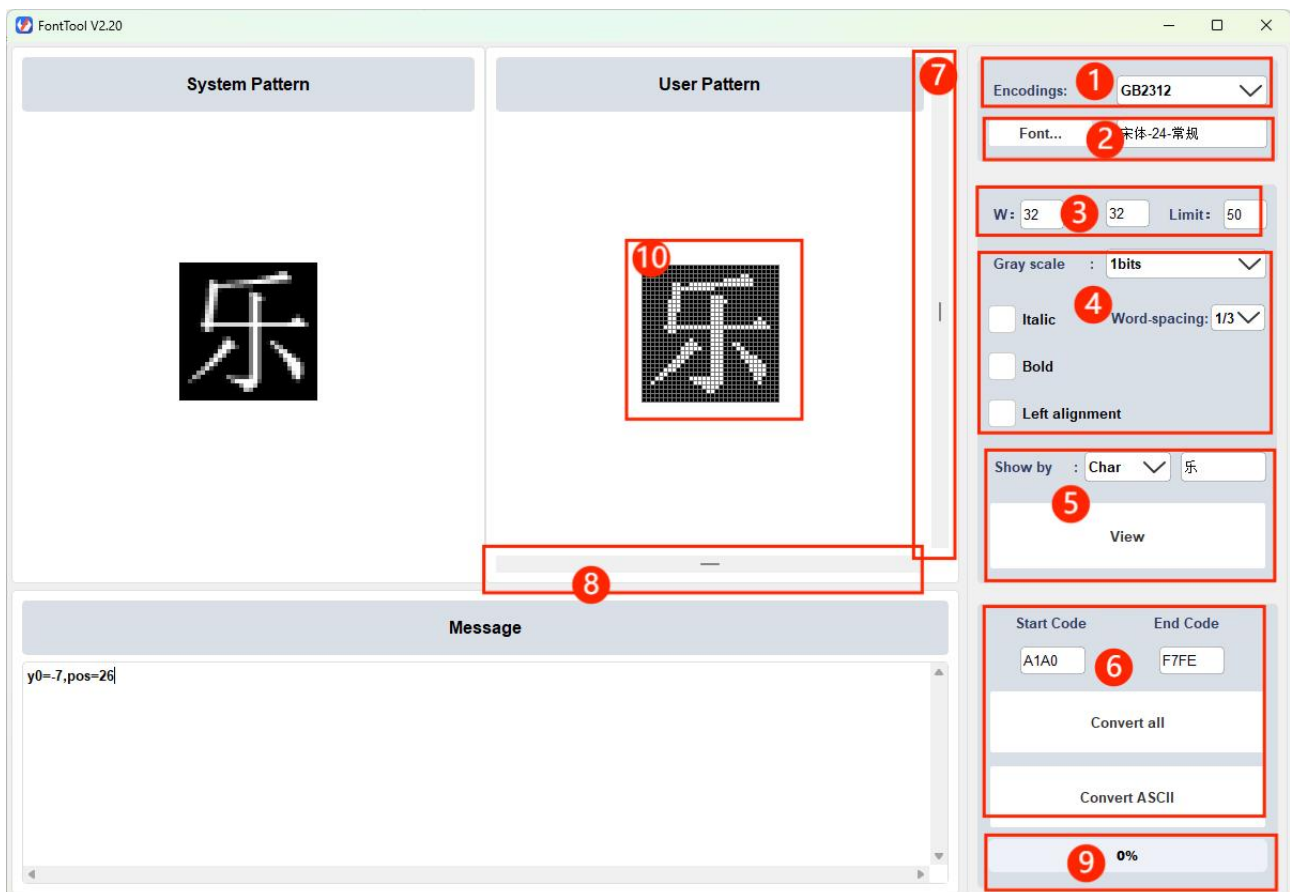 FontTool V2.20
System Pattern
User Pattern
乐
乐
Message
y0=-7,pos=26
7
8
10
Encodings: 1 GB2312
Font... 2 宋体-24-常规
W: 32 3 32 Limit: 50
Gray scale : 1bits
4
Italic Word-spacing: 1/3
Bold
Left alignment
Show by : Char 乐
5
View
Start Code End Code
A1A0 6 F7FE
Convert all
Convert ASCII
9 0%